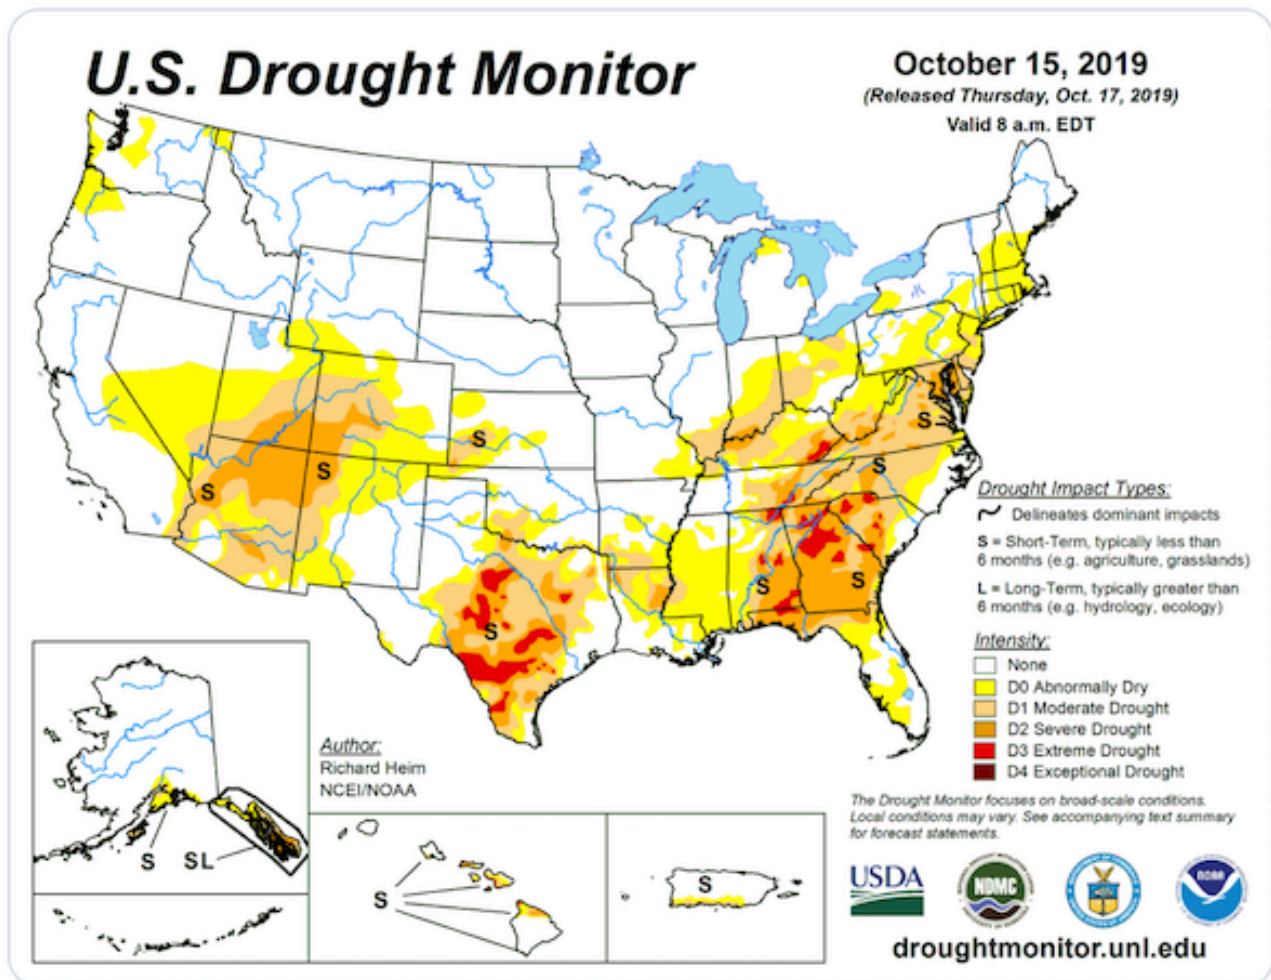 U.S. Drought Monitor
October 15, 2019
(Released Thursday, Oct. 17, 2019)
Valid 8 a.m. EDT
S
S
S
S
S
S
S
S
S
Drought Impact Types:
Delineates dominant impacts
S = Short-Term, typically less than
6 months (e.g. agriculture, grasslands)
L = Long-Term, typically greater than
6 months (e.g. hydrology, ecology)
Intensity:
None
D0 Abnormally Dry
D1 Moderate Drought
D2 Severe Drought
D3 Extreme Drought
D4 Exceptional Drought
Author:
Richard Heim
NCEI/NOAA
S
SL
S
S
The Drought Monitor focuses on broad-scale conditions.
Local conditions may vary. See accompanying text summary
for forecast statements.
USDA
NDMC
NOAA
droughtmonitor.unl.edu